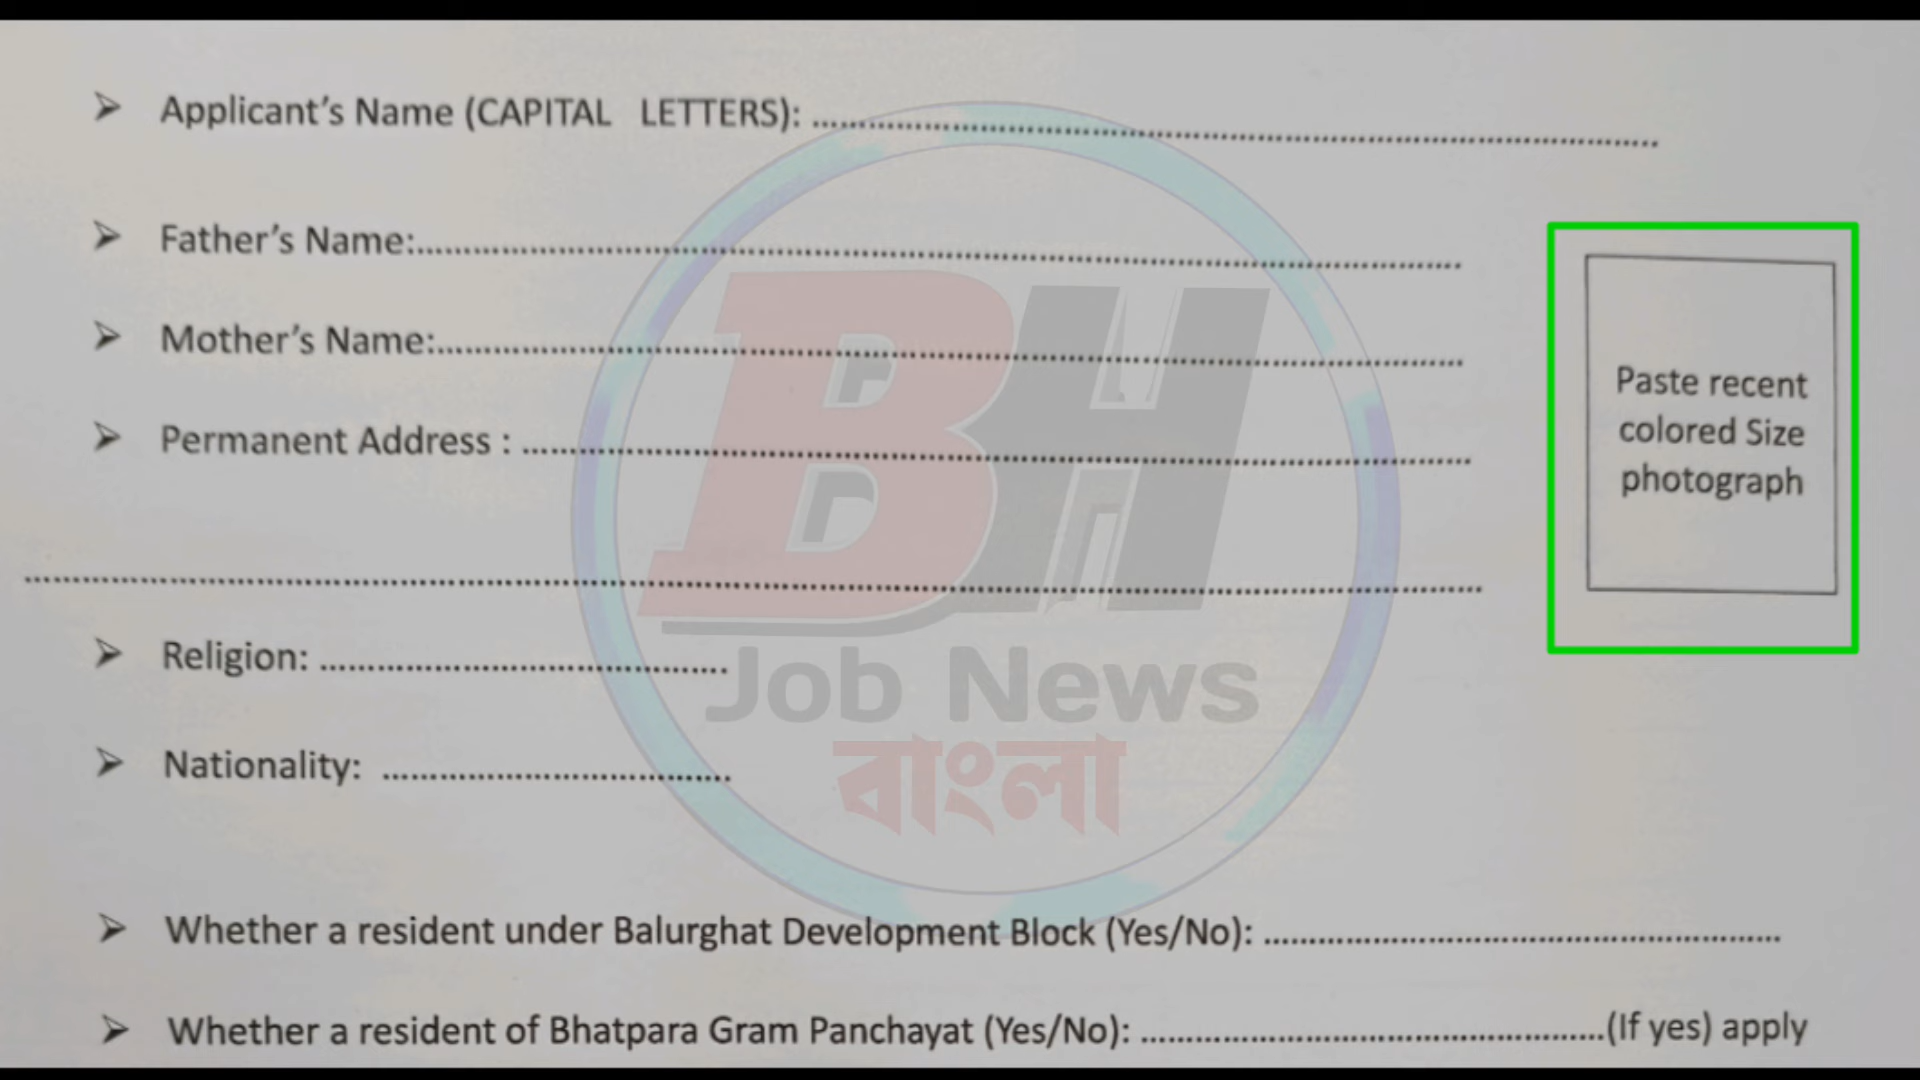 ➢ Applicant's Name (CAPITAL LETTERS): ..........................................................................
➢ Father's Name:..........................................................................
➢ Mother's Name:..........................................................................
➢ Permanent Address : ..........................................................................
..........................................................................
Paste recent
colored Size
photograph
➢ Religion: ....................................
➢ Nationality: ....................................
➢ Whether a resident under Balurghat Development Block (Yes/No): ....................................
➢ Whether a resident of Bhatpara Gram Panchayat (Yes/No): ....................................(If yes) apply
BH
Job News
বাংলা